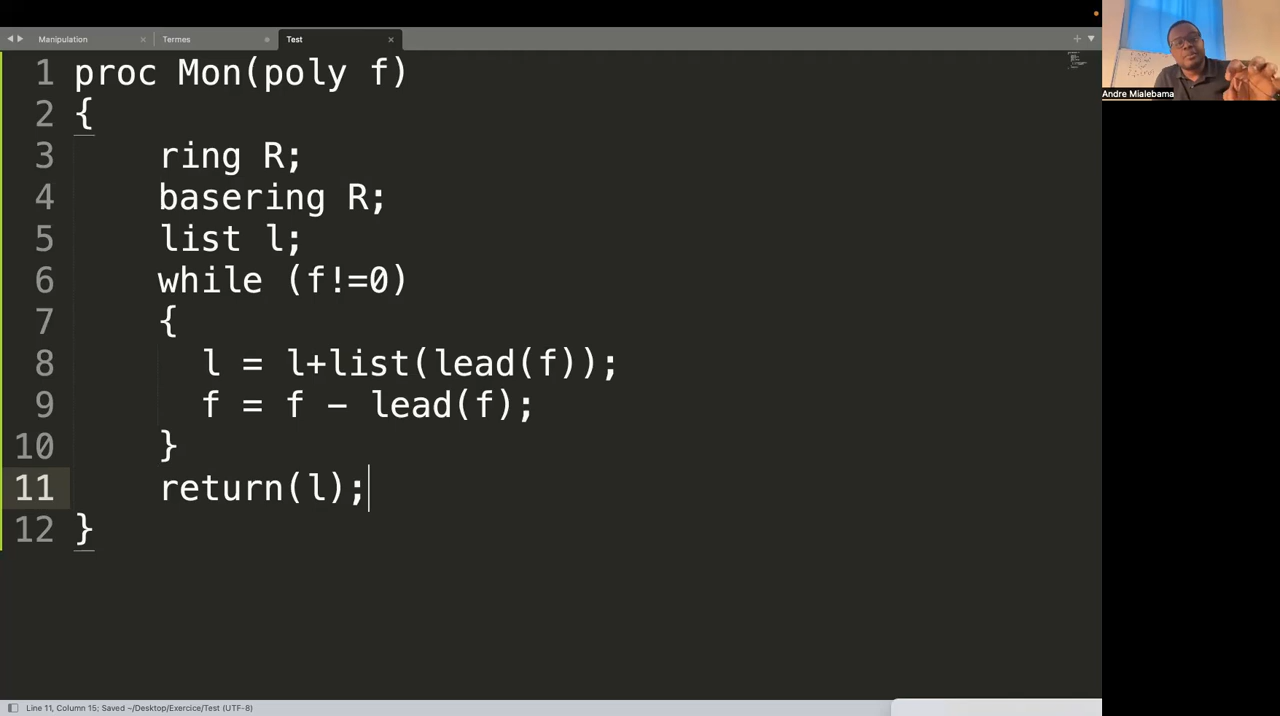 Manipulation
Termes
Test
1 proc Mon(poly f)
2 {
3 ring R;
4 basering R;
5 list l;
6 while (f!=0)
7 {
8 l = l+list(lead(f));
9 f = f - lead(f);
10 }
11 return(l);
12 }
Andre Mialebama
Line 11, Column 15; Saved ~/Desktop/Exercice/Test (UTF-8)